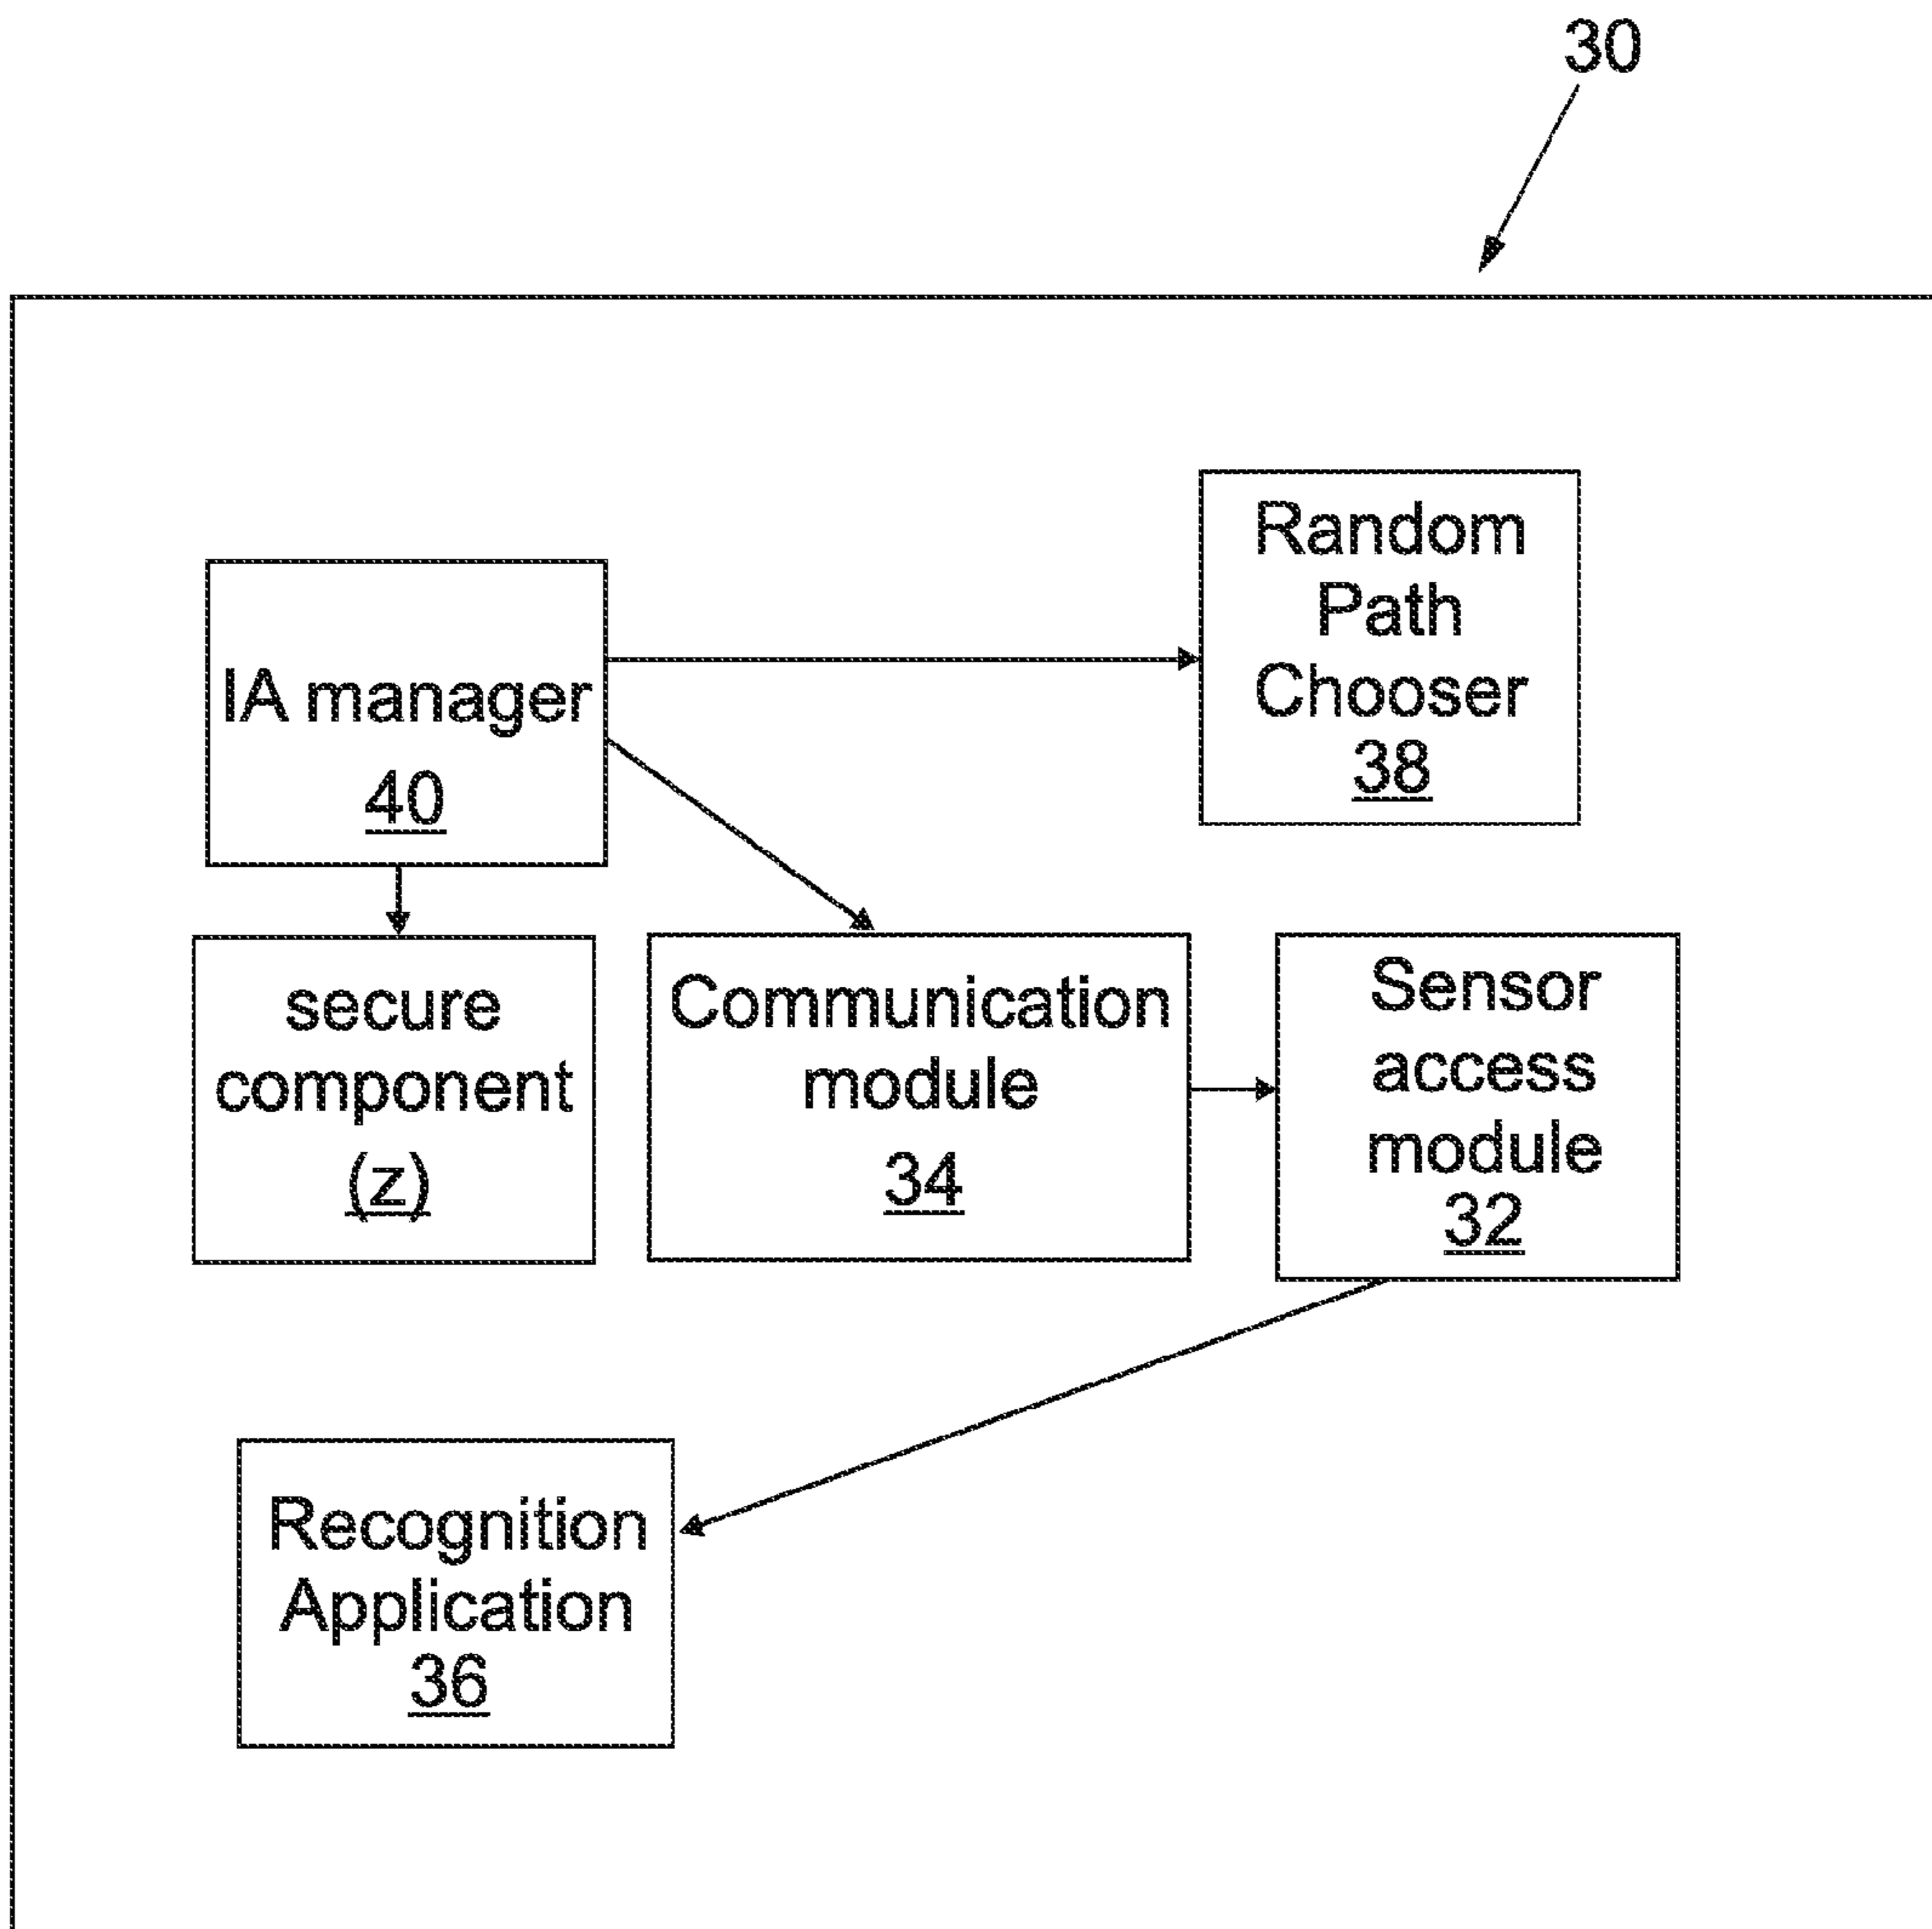 30
Random
Path
Chooser
38
IA manager
40
secure
component
(z)
Communication
module
34
Sensor
access
module
32
Recognition
Application
36